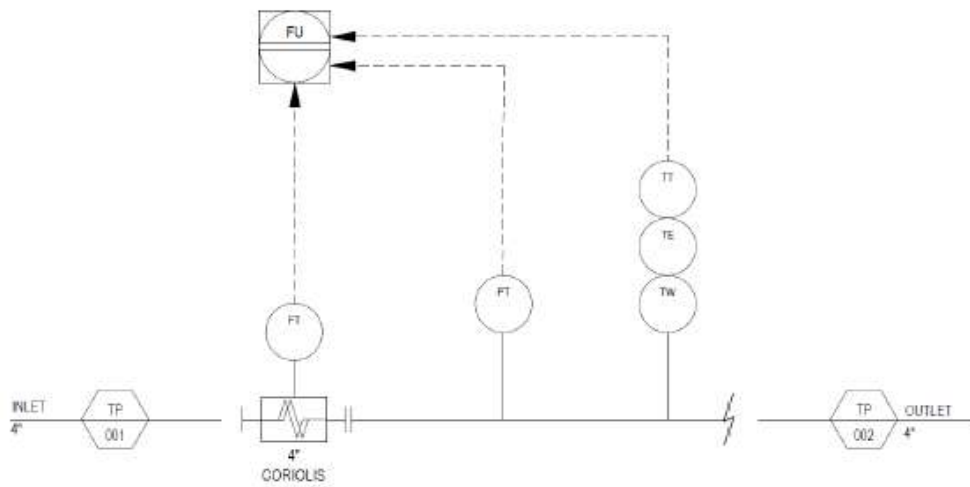 FU
TT
TE
TW
FT
PT
INLET
4"
TP
001
4"
CORIOLIS
TP
002
OUTLET
4"